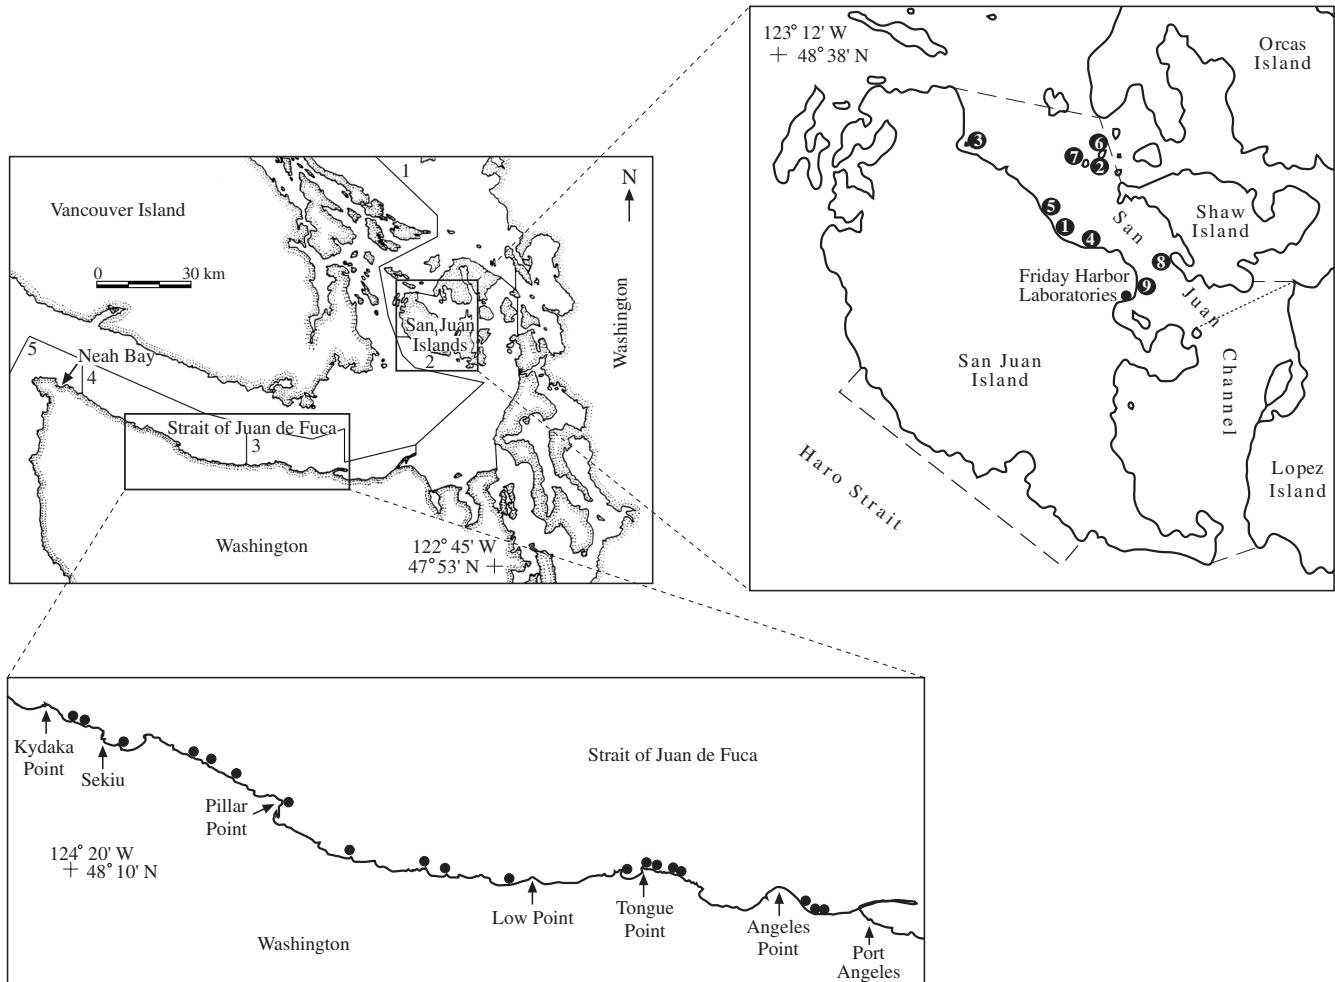 1
N
Vancouver Island
0 30 km
San Juan
Islands
2
Washington
5
Neah Bay
4
Strait of Juan de Fuca
3
Washington
122° 45' W
47° 53' N
123° 12' W
48° 38' N
Orcas
Island
3
6
7
2
5
1
4
San
Shaw
Island
8
Friday Harbor
Laboratories
9
Juan
San Juan
Island
Channel
Haro Strait
Lopez
Island
Kydaka
Point
Sekiu
Strait of Juan de Fuca
Pillar
Point
124° 20' W
48° 10' N
Low Point
Tongue
Point
Angeles
Point
Port
Angeles
Washington